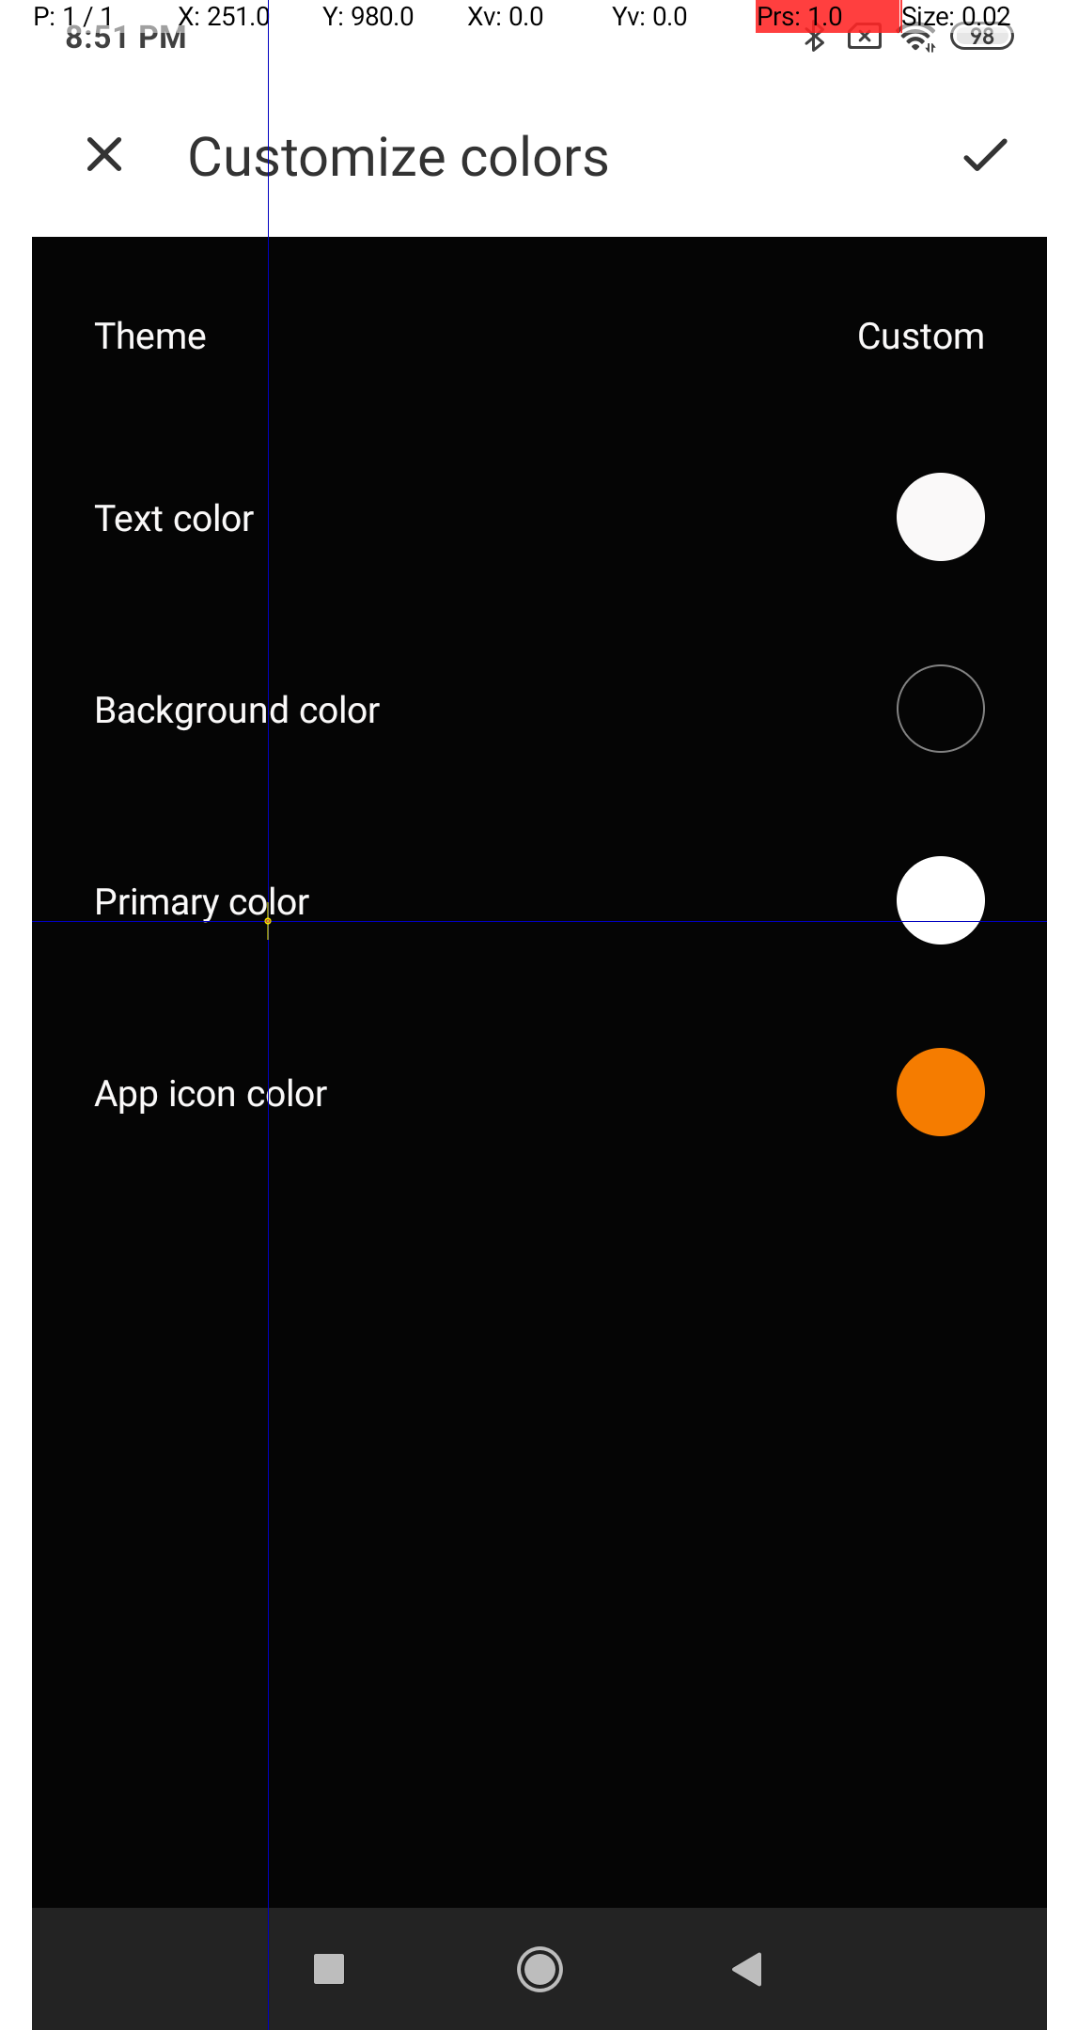 P: 1 / 1 X: 251.0 Y: 980.0 Xv: 0.0 Yv: 0.0 Prs: 1.0 Size: 0.02
8:51 PM 98
Customize colors
Theme Custom
Text color
Background color
Primary color
App icon color